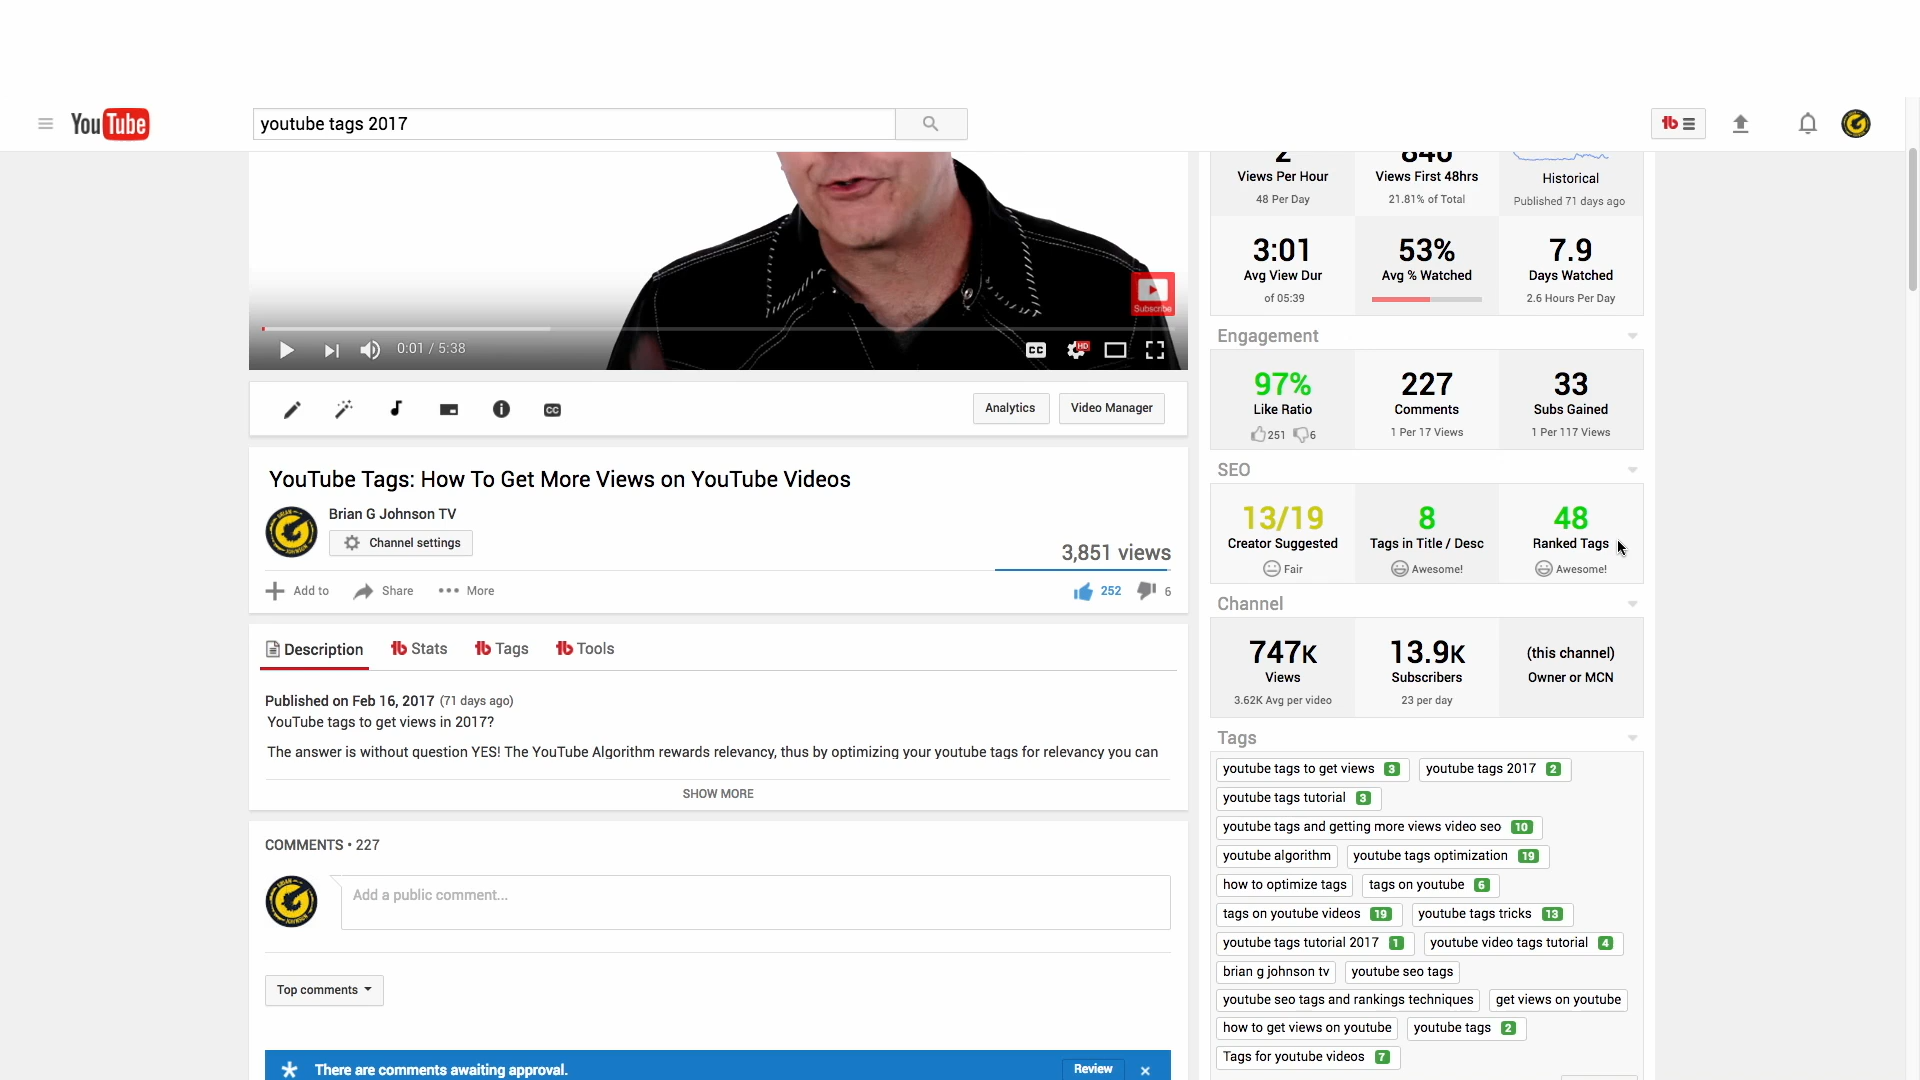 YouTube
youtube tags 2017
Views Per Hour
48 Per Day
Views First 48hrs
21.81% of Total
Historical
Published 71 days ago
3:01
Avg View Dur
of 05:39
53%
Avg % Watched
7.9
Days Watched
2.6 Hours Per Day
Subscribe
0:01 / 5:38
CC
HD
Engagement
97%
Like Ratio
251 6
227
Comments
1 Per 17 Views
33
Subs Gained
1 Per 117 Views
CC
Analytics
Video Manager
SEO
13/19
Creator Suggested
Fair
8
Tags in Title / Desc
Awesome!
48
Ranked Tags
Awesome!
YouTube Tags: How To Get More Views on YouTube Videos
Brian G Johnson TV
Channel settings
3,851 views
Add to Share More
252 6
Channel
747K
Views
3.62K Avg per video
13.9K
Subscribers
23 per day
(this channel)
Owner or MCN
Description Stats Tags Tools
Published on Feb 16, 2017 (71 days ago)
YouTube tags to get views in 2017?
The answer is without question YES! The YouTube Algorithm rewards relevancy, thus by optimizing your youtube tags for relevancy you can
SHOW MORE
COMMENTS • 227
Add a public comment...
Top comments
There are comments awaiting approval.
Review
Tags
youtube tags to get views 3 youtube tags 2017 2
youtube tags tutorial 3
youtube tags and getting more views video seo 10
youtube algorithm youtube tags optimization 19
how to optimize tags tags on youtube 6
tags on youtube videos 19 youtube tags tricks 13
youtube tags tutorial 2017 1 youtube video tags tutorial 4
brian g johnson tv youtube seo tags
youtube seo tags and rankings techniques get views on youtube
how to get views on youtube youtube tags 2
Tags for youtube videos 7